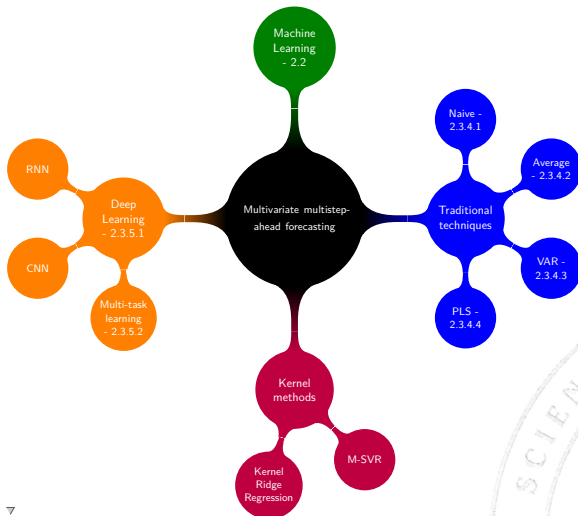 Machine
Learning
- 2.2
Naive -
2.3.4.1
Average
- 2.3.4.2
RNN
Deep
Learning
- 2.3.5.1
Multivariate multistep-
ahead forecasting
Traditional
techniques
CNN
VAR -
2.3.4.3
Multi-task
learning
- 2.3.5.2
PLS -
2.3.4.4
Kernel
methods
M-SVR
Kernel
Ridge
Regression
SCIEN